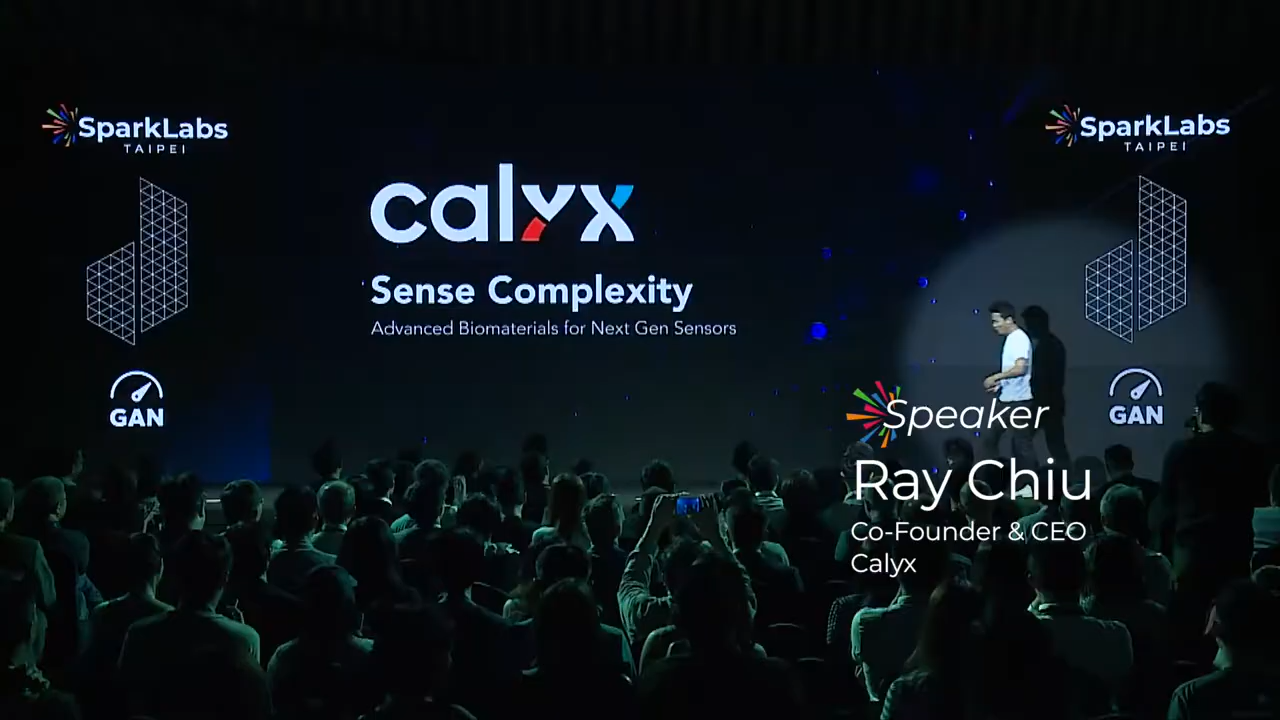 SparkLabs
TAIPEI
GAN
calyx
Sense Complexity
Advanced Biomaterials for Next Gen Sensors
SparkLabs
TAIPEI
GAN
Speaker
Ray Chiu
Co-Founder & CEO
Calyx